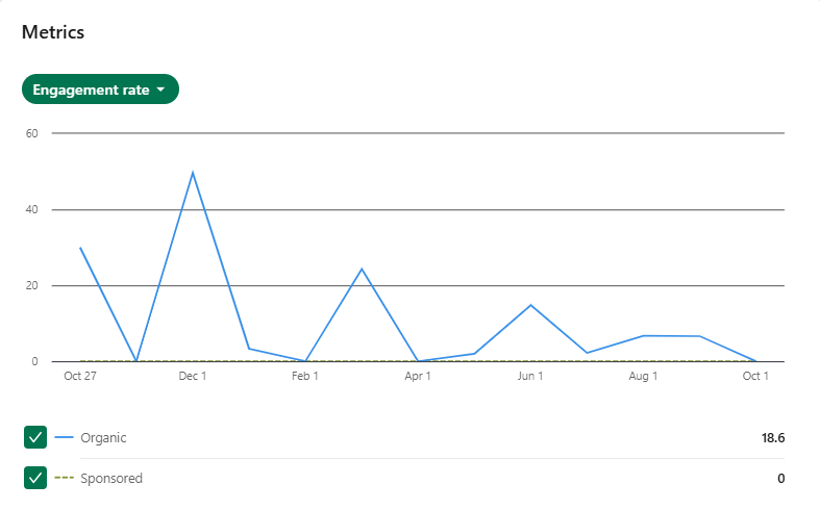 Metrics
Engagement rate
60
40
20
0
Oct 27 Dec 1 Feb 1 Apr 1 Jun 1 Aug 1 Oct 1
Organic 18.6
Sponsored 0